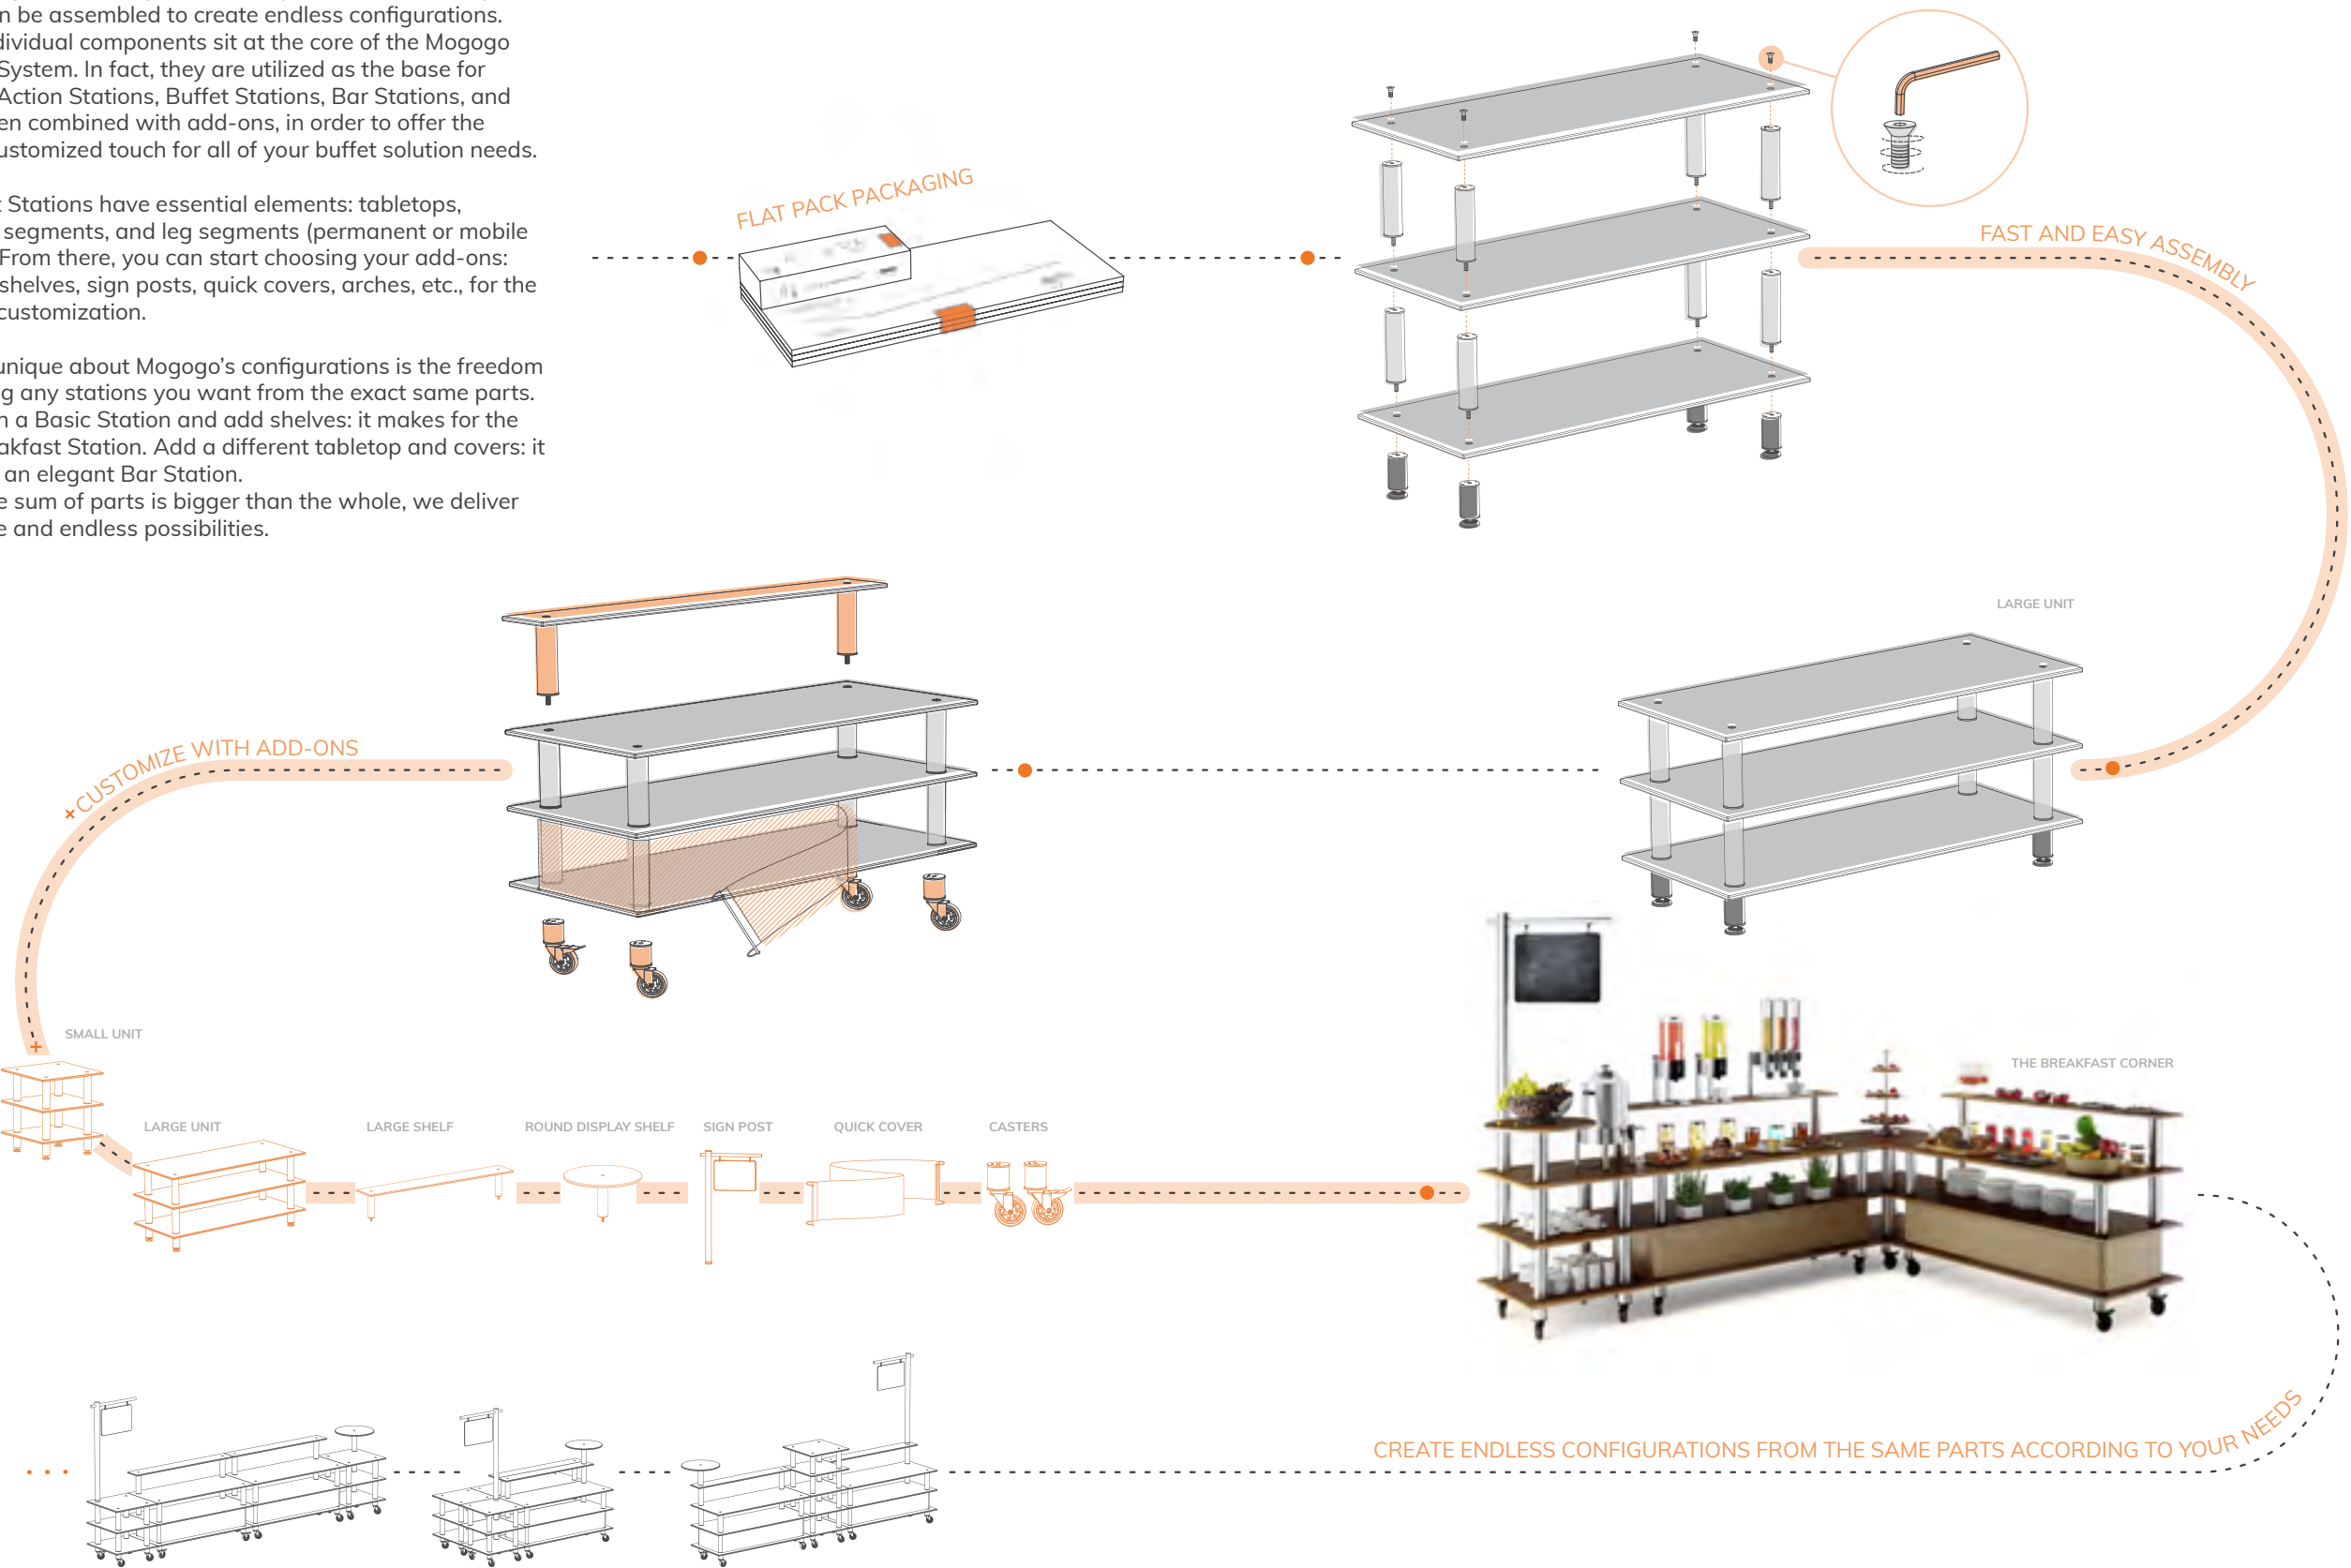 n be assembled to create endless configurations.
dividual components sit at the core of the Mogogo
System. In fact, they are utilized as the base for
Action Stations, Buffet Stations, Bar Stations, and
en combined with add-ons, in order to offer the
ustomized touch for all of your buffet solution needs.
t Stations have essential elements: tabletops,
segments, and leg segments (permanent or mobile
From there, you can start choosing your add-ons:
shelves, sign posts, quick covers, arches, etc., for the
customization.
unique about Mogogo's configurations is the freedom
g any stations you want from the exact same parts.
n a Basic Station and add shelves: it makes for the
akfast Station. Add a different tabletop and covers: it
an elegant Bar Station.
e sum of parts is bigger than the whole, we deliver
e and endless possibilities.
FLAT PACK PACKAGING
FAST AND EASY ASSEMBLY
LARGE UNIT
+CUSTOMIZE WITH ADD-ONS
+
SMALL UNIT
LARGE UNIT
LARGE SHELF
ROUND DISPLAY SHELF
SIGN POST
QUICK COVER
CASTERS
THE BREAKFAST CORNER
CREATE ENDLESS CONFIGURATIONS FROM THE SAME PARTS ACCORDING TO YOUR NEEDS